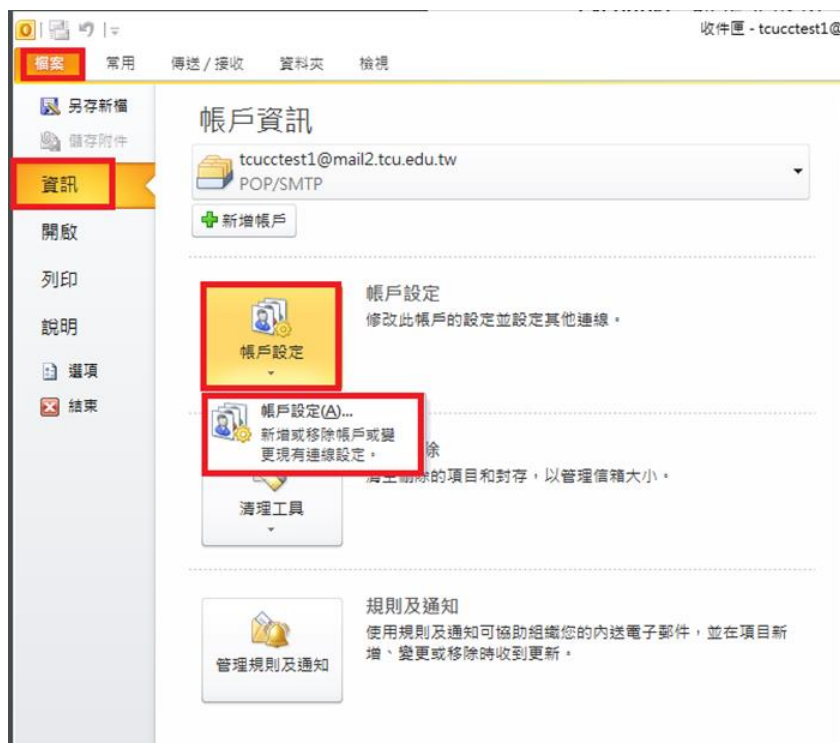 收件匣 - tcucctest1@
檔案 常用 傳送 / 接收 資料夾 檢視
另存新檔
儲存附件
資訊
開啟
列印
說明
選項
結束
帳戶資訊
tcucctest1@mail2.tcu.edu.tw
POP/SMTP
新增帳戶
帳戶設定
帳戶設定
修改此帳戶的設定並設定其他連線。
帳戶設定(A)...
新增或移除帳戶或變
更現有連線設定。
除
清理工具
刪除的項目和封存，以管理信箱大小。
管理規則及通知
規則及通知
使用規則及通知可協助組織您的內送電子郵件，並在項目新
增、變更或移除時收到更新。